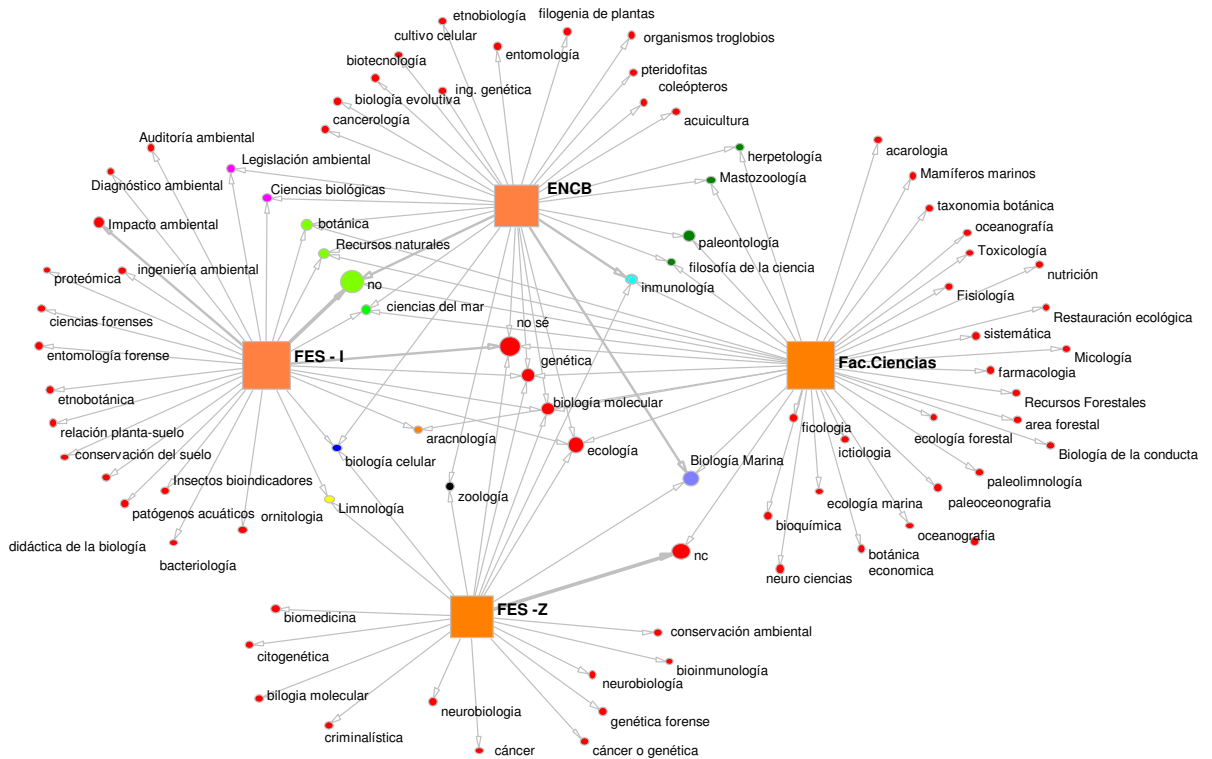 etnobiología
filogenia de plantas
cultivo celular
organismos troglobios
entomología
biotecnología
pteridofitas
coleópteros
ing. genética
biología evolutiva
acuicultura
cancerología
Auditoría ambiental
acarologia
herpetología
Legislación ambiental
Mamíferos marinos
Mastozoología
Diagnóstico ambiental
Ciencias biológicas
ENCB
taxonomia botánica
Impacto ambiental
botánica
oceanografía
Recursos naturales
paleontología
Toxicología
filosofía de la ciencia
proteómica
ingeniería ambiental
nutrición
no
inmunología
Fisiología
ciencias del mar
Restauración ecológica
ciencias forenses
no sé
sistemática
entomología forense
FES - I
genética
Fac.Ciencias
Micología
farmacologia
etnobotánica
biología molecular
Recursos Forestales
relación planta-suelo
aracnología
ficologia
ecología forestal
area forestal
ecología
ictiologia
conservación del suelo
biología celular
Biología Marina
Biología de la conducta
Insectos bioindicadores
zoología
paleolimnología
Limnología
ecología marina
paleoceonografia
patógenos acuáticos
ornitologia
bioquímica
oceanografia
didáctica de la biología
bacteriología
nc
botánica
economica
neuro ciencias
FES -Z
biomedicina
conservación ambiental
citogenética
bioinmunología
neurobiología
bilogia molecular
neurobiologia
genética forense
criminalística
cáncer
cáncer o genética